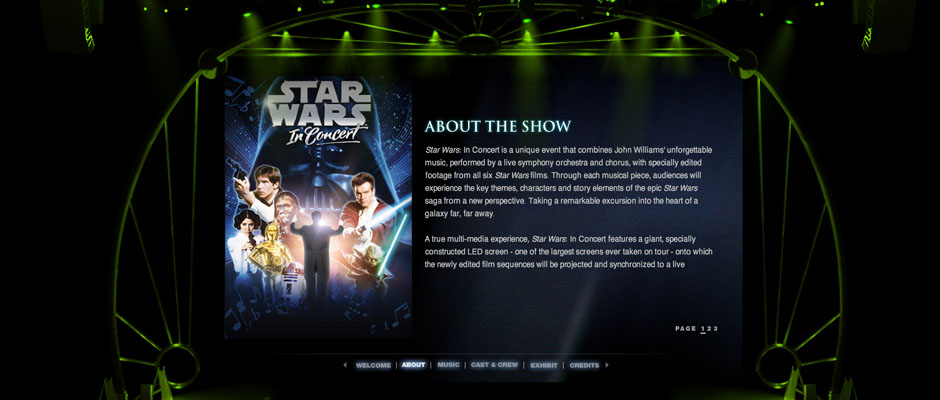 STAR
WARS
In Concert
ABOUT THE SHOW
Star Wars: In Concert is a unique event that combines John Williams' unforgettable
music, performed by a live symphony orchestra and chorus, with specially edited
footage from all six Star Wars films. Through each musical piece, audiences will
experience the key themes, characters and story elements of the epic Star Wars
saga from a new perspective. Taking a remarkable excursion into the heart of a
galaxy far, far away.
A true multi-media experience, Star Wars: In Concert features a giant, specially
constructed LED screen - one of the largest screens ever taken on tour - onto which
the newly edited film sequences will be projected and synchronized to a live
PAGE 1 2 3
WELCOME | ABOUT | MUSIC | CAST & CREW | EXHIBIT | CREDITS